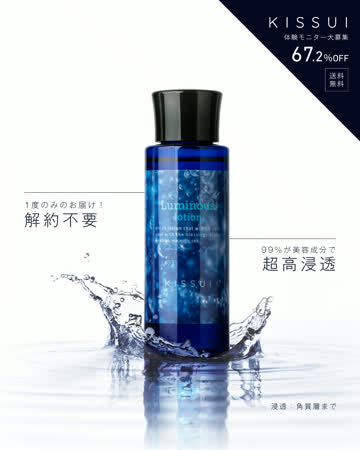 KISSUI
体験モニター大募集
67.2%OFF
送料
無料
1度のみのお届け！
解約不要
Luminous
lotion
99%が美容成分で
超高浸透
KISSUI
浸透：角質層まで